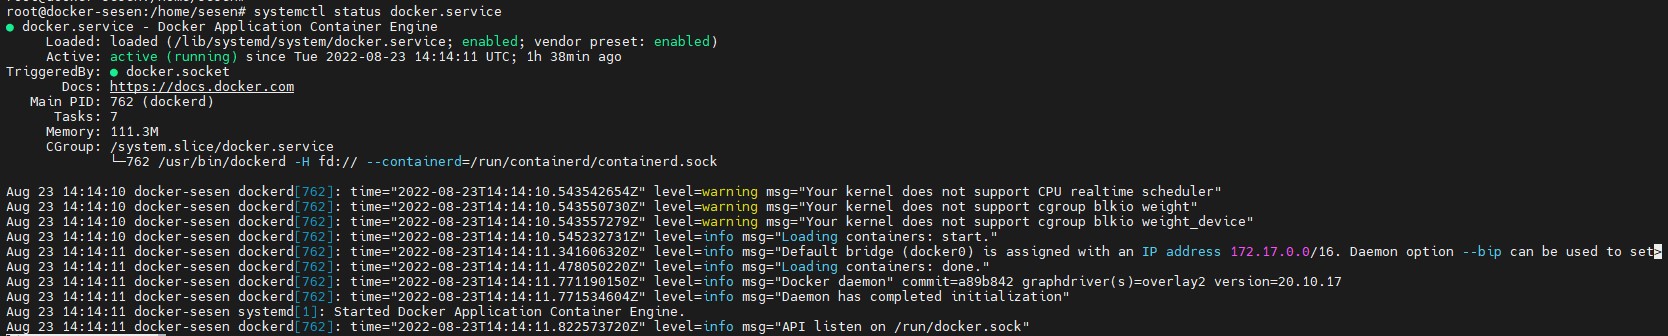 root@docker-sesen:/home/sesen# systemctl status docker.service
● docker.service - Docker Application Container Engine
Loaded: loaded (/lib/systemd/system/docker.service; enabled; vendor preset: enabled)
Active: active (running) since Tue 2022-08-23 14:14:11 UTC; 1h 38min ago
TriggeredBy: ● docker.socket
Docs: https://docs.docker.com
Main PID: 762 (dockerd)
Tasks: 7
Memory: 111.3M
CGroup: /system.slice/docker.service
└─762 /usr/bin/dockerd -H fd:// --containerd=/run/containerd/containerd.sock
Aug 23 14:14:10 docker-sesen dockerd[762]: time="2022-08-23T14:14:10.543542654Z" level=warning msg="Your kernel does not support CPU realtime scheduler"
Aug 23 14:14:10 docker-sesen dockerd[762]: time="2022-08-23T14:14:10.543550730Z" level=warning msg="Your kernel does not support cgroup blkio weight"
Aug 23 14:14:10 docker-sesen dockerd[762]: time="2022-08-23T14:14:10.543557279Z" level=warning msg="Your kernel does not support cgroup blkio weight_device"
Aug 23 14:14:10 docker-sesen dockerd[762]: time="2022-08-23T14:14:10.545232731Z" level=info msg="Loading containers: start."
Aug 23 14:14:11 docker-sesen dockerd[762]: time="2022-08-23T14:14:11.341606320Z" level=info msg="Default bridge (docker0) is assigned with an IP address 172.17.0.0/16. Daemon option --bip can be used to set>
Aug 23 14:14:11 docker-sesen dockerd[762]: time="2022-08-23T14:14:11.478050220Z" level=info msg="Loading containers: done."
Aug 23 14:14:11 docker-sesen dockerd[762]: time="2022-08-23T14:14:11.771190150Z" level=info msg="Docker daemon" commit=a89b842 graphdriver(s)=overlay2 version=20.10.17
Aug 23 14:14:11 docker-sesen dockerd[762]: time="2022-08-23T14:14:11.771534604Z" level=info msg="Daemon has completed initialization"
Aug 23 14:14:11 docker-sesen systemd[1]: Started Docker Application Container Engine.
Aug 23 14:14:11 docker-sesen dockerd[762]: time="2022-08-23T14:14:11.822573720Z" level=info msg="API listen on /run/docker.sock"